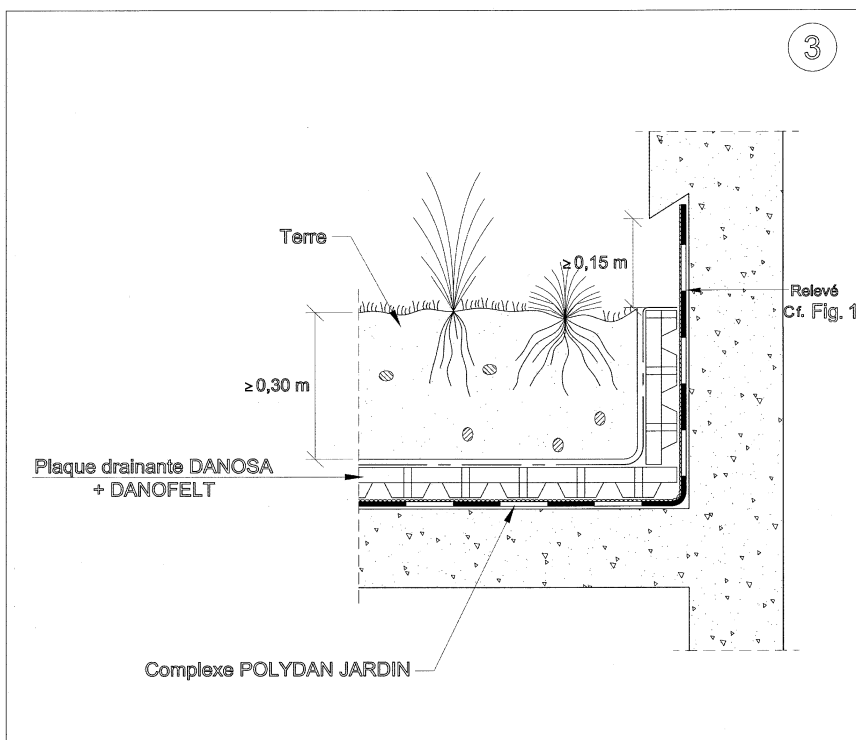 3
Terre
≥ 0,15 m
Relevé
Cf. Fig. 1
≥ 0,30 m
Plaque drainante DANOSA
+ DANOFELT
Complexe POLYDAN JARDIN